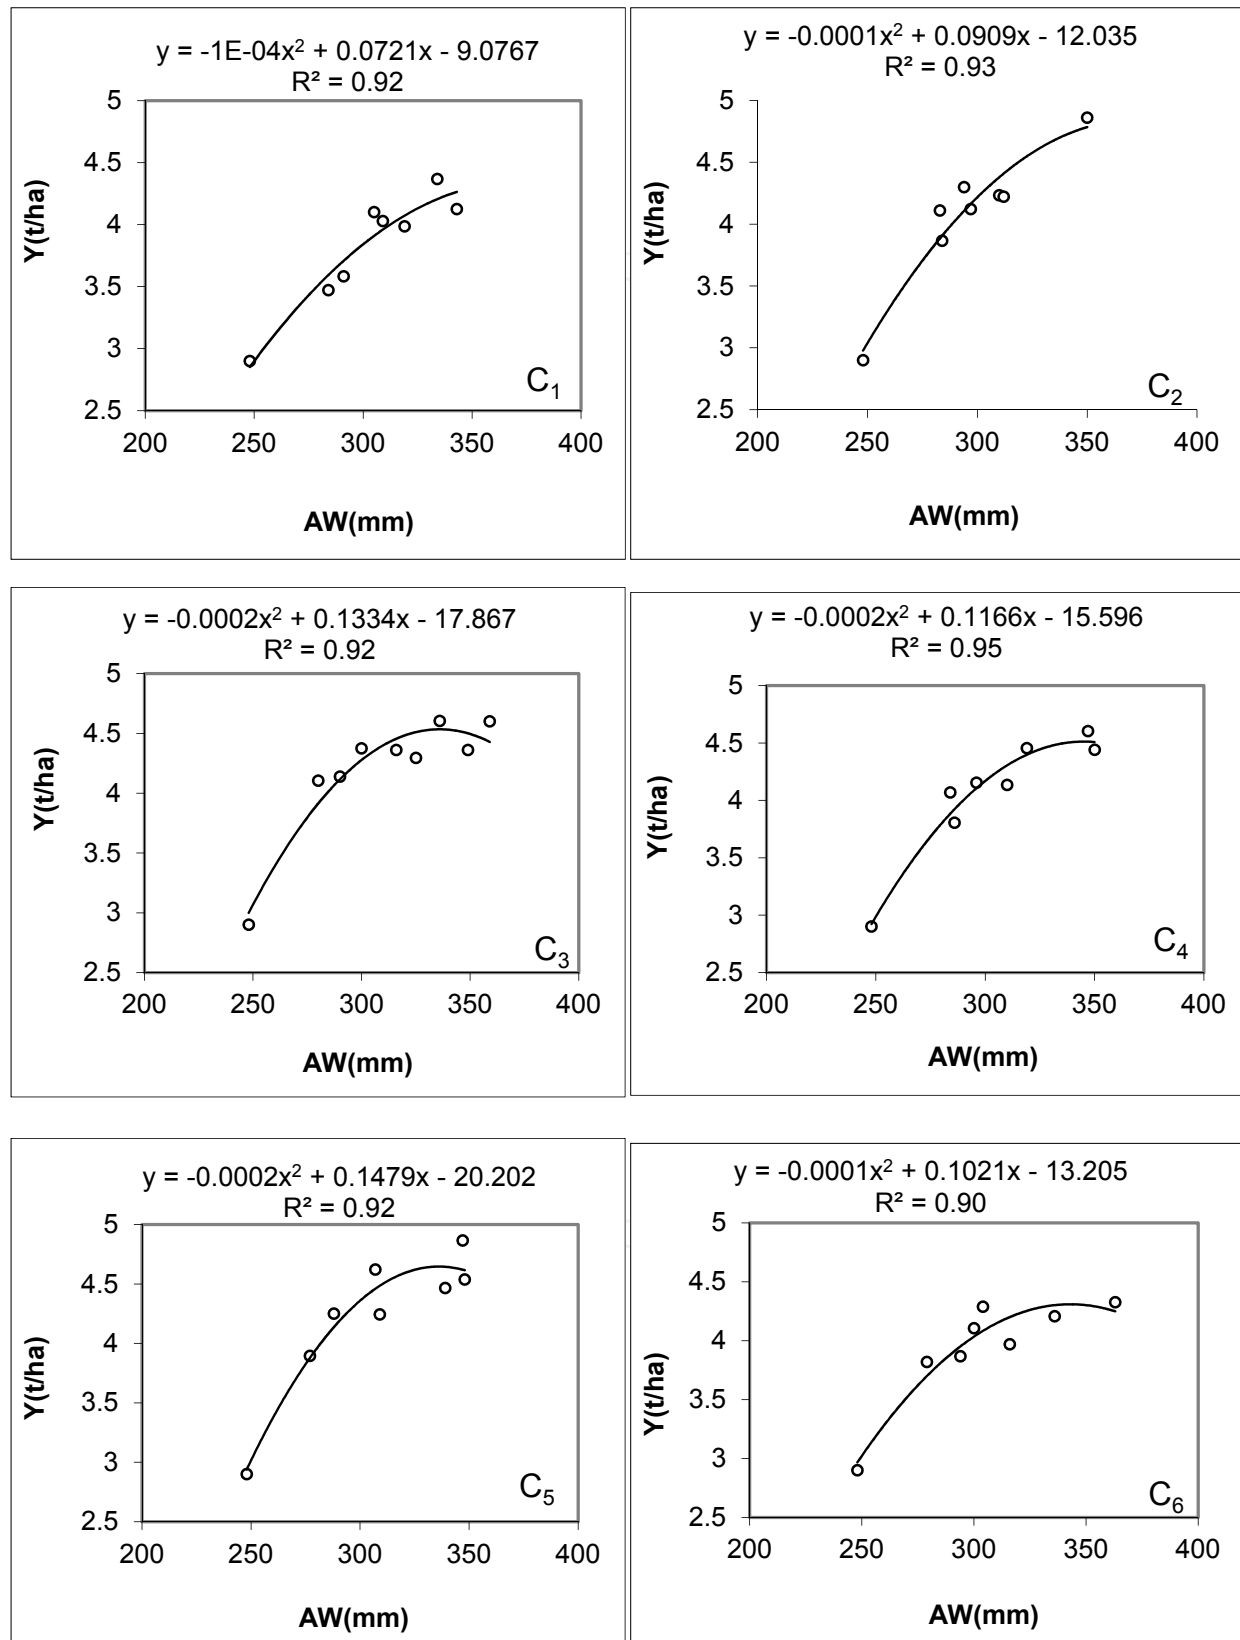 y = -1E-04x² + 0.0721x - 9.0767
R² = 0.92
5
4.5
4
3.5
3
2.5
200 250 300 350 400
Y(t/ha)
AW(mm)
C₁
y = -0.0001x² + 0.0909x - 12.035
R² = 0.93
5
4.5
4
3.5
3
2.5
200 250 300 350 400
Y(t/ha)
AW(mm)
C₂
y = -0.0002x² + 0.1334x - 17.867
R² = 0.92
5
4.5
4
3.5
3
2.5
200 250 300 350 400
Y(t/ha)
AW(mm)
C₃
y = -0.0002x² + 0.1166x - 15.596
R² = 0.95
5
4.5
4
3.5
3
2.5
200 250 300 350 400
Y(t/ha)
AW(mm)
C₄
y = -0.0002x² + 0.1479x - 20.202
R² = 0.92
5
4.5
4
3.5
3
2.5
200 250 300 350 400
Y(t/ha)
AW(mm)
C₅
y = -0.0001x² + 0.1021x - 13.205
R² = 0.90
5
4.5
4
3.5
3
2.5
200 250 300 350 400
Y(t/ha)
AW(mm)
C₆